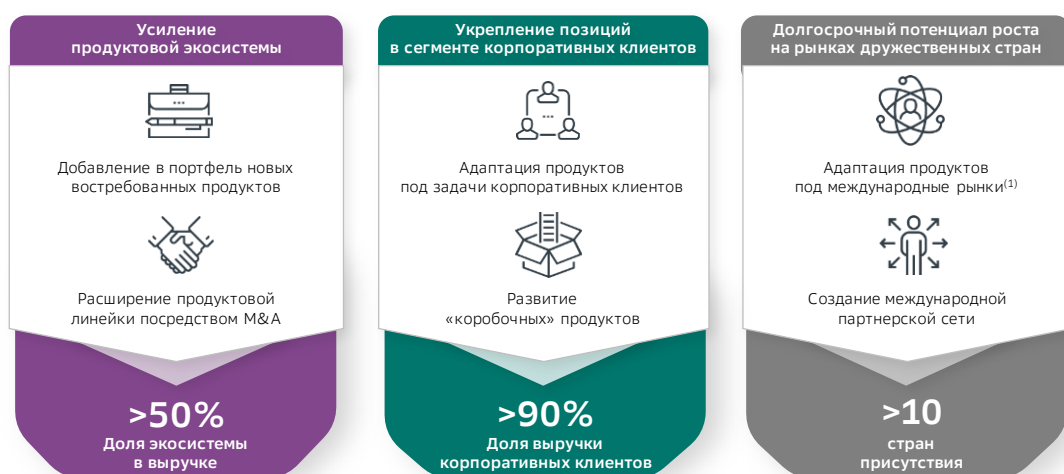 Усиление
продуктовой экосистемы
Добавление в портфель новых
востребованных продуктов
Расширение продуктовой
линейки посредством M&A
>50%
Доля экосистемы
в выручке
Укрепление позиций
в сегменте корпоративных клиентов
Адаптация продуктов
под задачи корпоративных клиентов
Развитие
«коробочных» продуктов
>90%
Доля выручки
корпоративных клиентов
Долгосрочный потенциал роста
на рынках дружественных стран
Адаптация продуктов
под международные рынки(1)
Создание международной
партнерской сети
>10
стран
присутствия